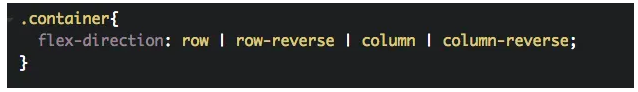 .container{
flex-direction: row | row-reverse | column | column-reverse;
}